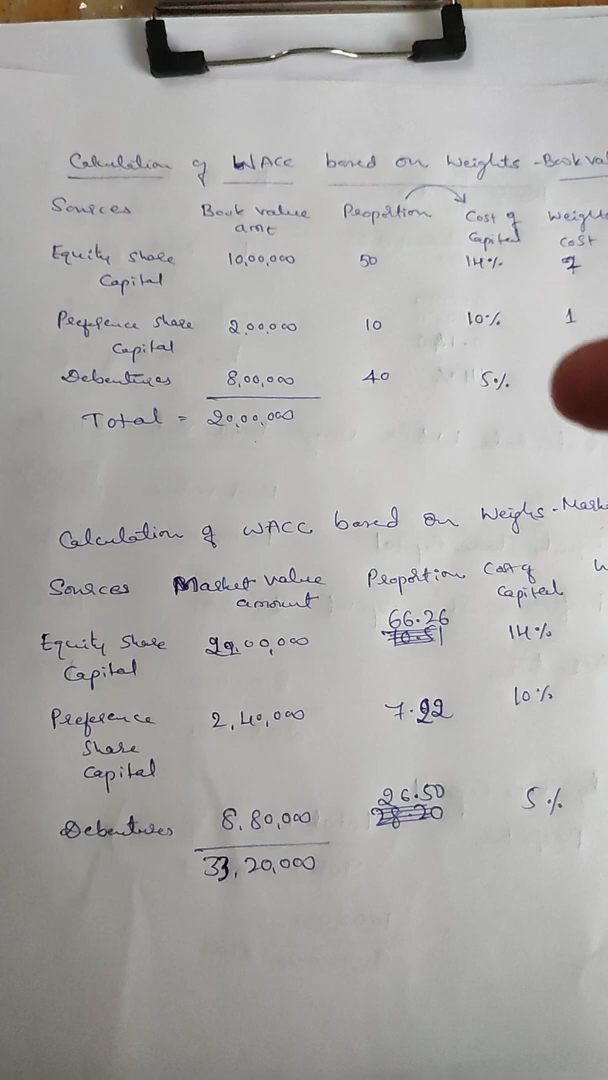 Calculation of WACC based on Weights - Book val
Sources Book value Proportion Cost of Weight
amt Capital cost
Equity Share 10,00,000 50 14% 7
Capital
Preference share 2,00,000 10 10% 1
Capital
Debentures 8,00,000 40 5%
Total = 20,00,000
Calculation of WACC based on Weighs - Mark
Sources Market value Proportion Cost of W
amount Capital
66.26
Equity Share 22,00,000 14%
Capital
10%
Preference 2,40,000 7.22
Share
Capital
26.50
Debentures 8,80,000 5%
33,20,000